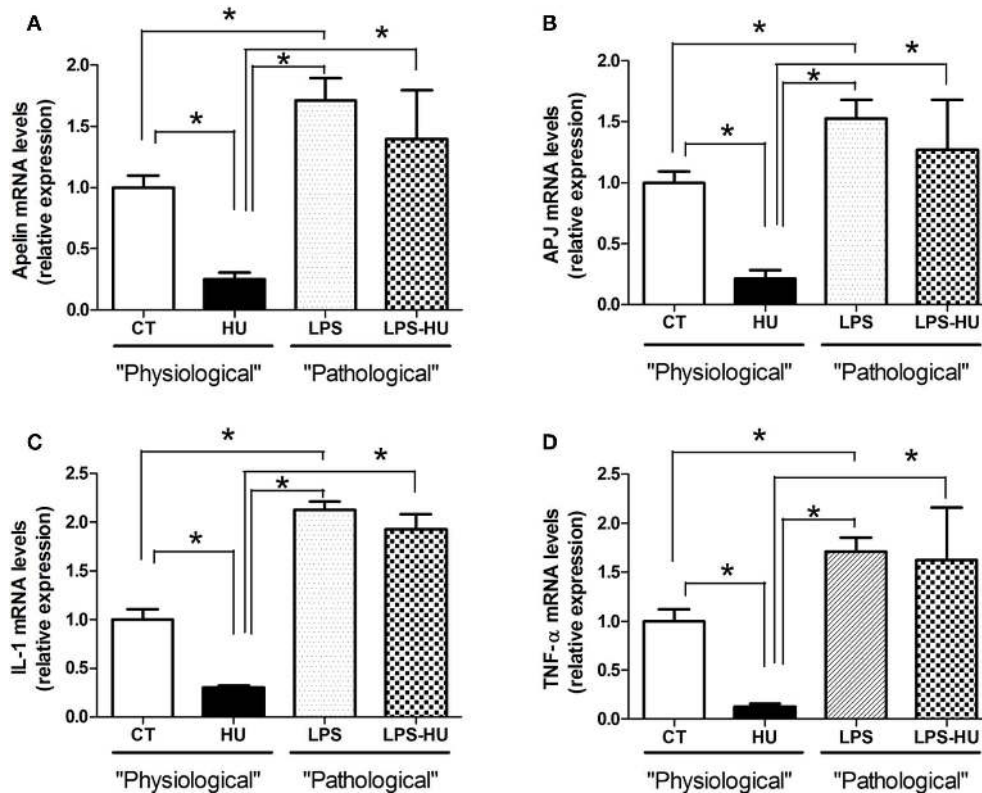 A
Apelin mRNA levels
(relative expression)
2.0
1.5
1.0
0.5
0.0
*
*
*
*
CT HU LPS LPS-HU
"Physiological" "Pathological"
B
APJ mRNA levels
(relative expression)
2.0
1.5
1.0
0.5
0.0
*
*
*
*
CT HU LPS LPS-HU
"Physiological" "Pathological"
C
IL-1 mRNA levels
(relative expression)
2.5
2.0
1.5
1.0
0.5
0.0
*
*
*
*
CT HU LPS LPS-HU
"Physiological" "Pathological"
D
TNF-α mRNA levels
(relative expression)
2.5
2.0
1.5
1.0
0.5
0.0
*
*
*
*
CT HU LPS LPS-HU
"Physiological" "Pathological"